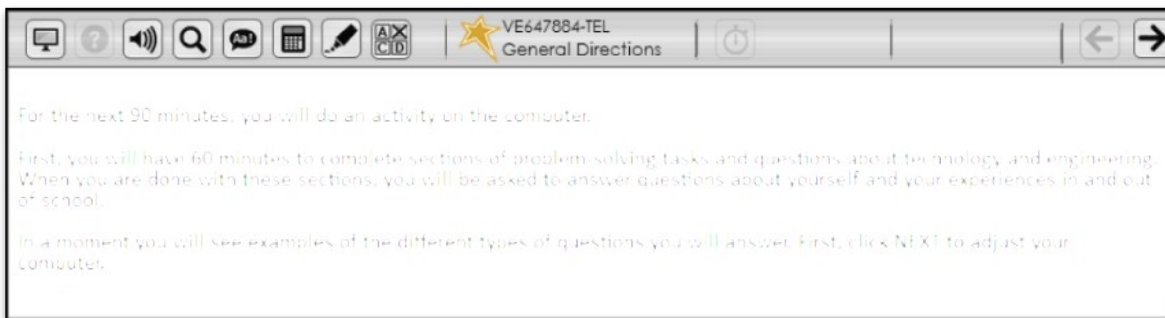 Aa!
A X
C D
VE647884-TEL
General Directions
For the next 90 minutes, you will do an activity on the computer.
First, you will have 60 minutes to complete sections of problem-solving tasks and questions about technology and engineering.
When you are done with these sections, you will be asked to answer questions about yourself and your experiences in and out
of school.
In a moment you will see examples of the different types of questions you will answer. First, click NEXT to adjust your
computer.